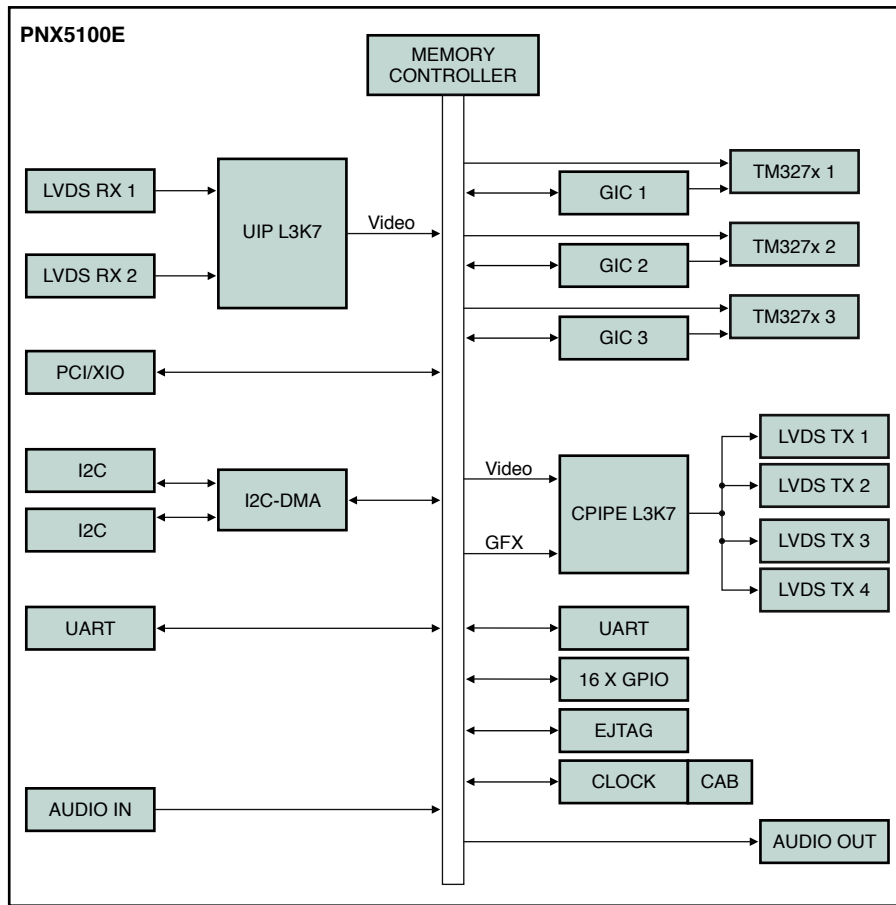 PNX5100E
MEMORY
CONTROLLER
LVDS RX 1
LVDS RX 2
UIP L3K7
Video
TM327x 1
GIC 1
TM327x 2
GIC 2
TM327x 3
GIC 3
PCI/XIO
I2C
I2C
I2C-DMA
Video
GFX
CPIPE L3K7
LVDS TX 1
LVDS TX 2
LVDS TX 3
LVDS TX 4
UART
UART
16 X GPIO
EJTAG
CLOCK
CAB
AUDIO IN
AUDIO OUT